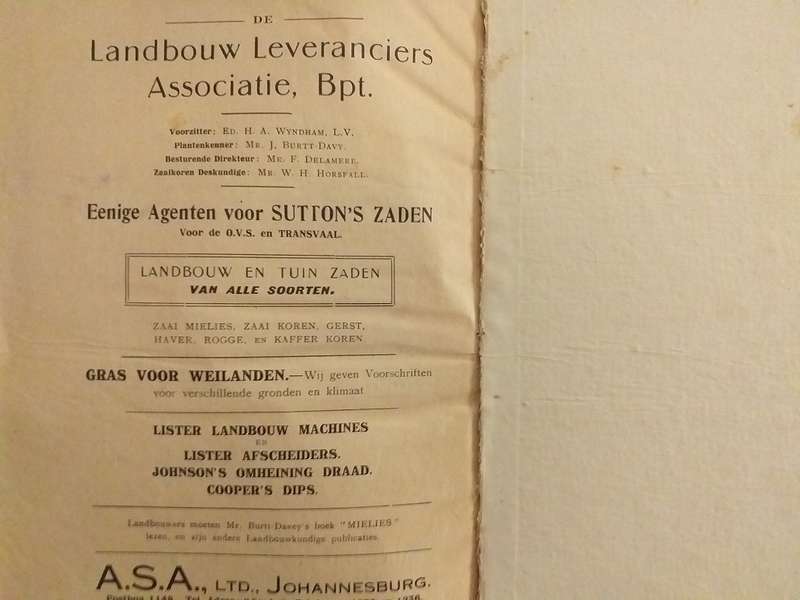 DE
Landbouw Leveranciers
Associatie, Bpt.
Voorzitter: ED. H. A. WYNDHAM, L.V.
Plantenkenner: MR. J. BURTT-DAVY.
Besturende Direkteur: MR. F. DELAMERE.
Zaaikoren Deskundige: MR. W. H. HORSFALL.
Eenige Agenten voor SUTTON'S ZADEN
Voor de O.V.S. en TRANSVAAL.
LANDBOUW EN TUIN ZADEN
VAN ALLE SOORTEN.
ZAAI MIELIES, ZAAI KOREN, GERST,
HAVER, ROGGE, EN KAFFER KOREN
GRAS VOOR WEILANDEN.—Wij geven Voorschriften
voor verschillende gronden en klimaat
LISTER LANDBOUW MACHINES
EN
LISTER AFSCHEIDERS.
JOHNSON'S OMHEINING DRAAD.
COOPER'S DIPS.
Landbouwers moeten Mr. Burtt-Davey's boek "MIELIES"
lezen, en zijn andere Landbouwkundige publicaties.
A.S.A., LTD., JOHANNESBURG.
Postbus 1148. Tel.